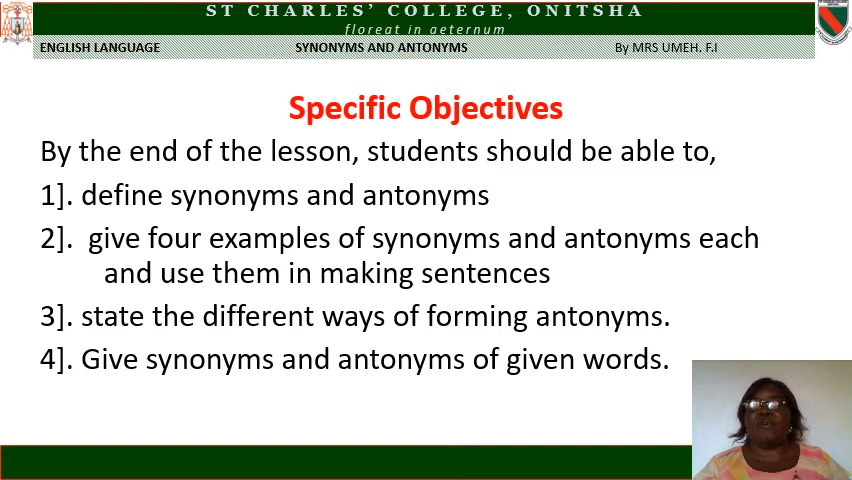 ST CHARLES’ COLLEGE, ONITSHA
floreat in aeternum
ENGLISH LANGUAGE SYNONYMS AND ANTONYMS By MRS UMEH. F.I
Specific Objectives
By the end of the lesson, students should be able to,
1]. define synonyms and antonyms
2]. give four examples of synonyms and antonyms each
and use them in making sentences
3]. state the different ways of forming antonyms.
4]. Give synonyms and antonyms of given words.